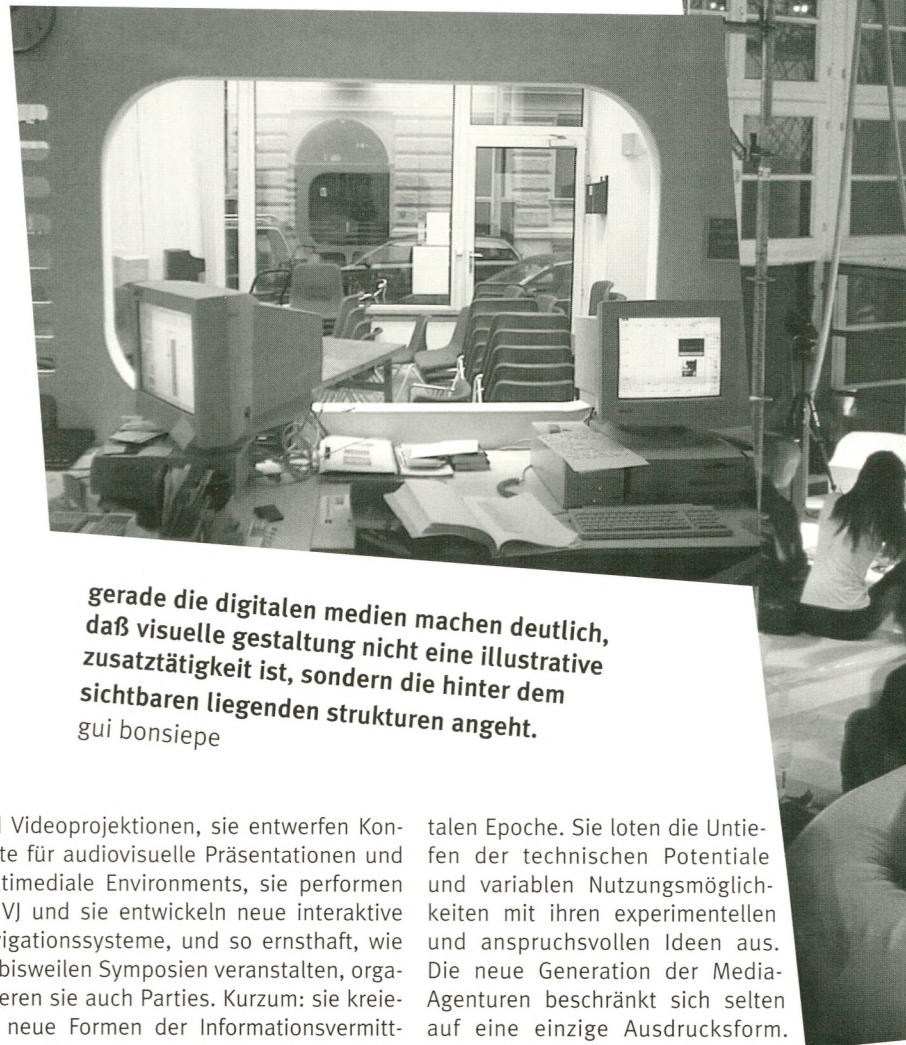 gerade die digitalen medien machen deutlich,
daß visuelle gestaltung nicht eine illustrative
zusatztätigkeit ist, sondern die hinter dem
sichtbaren liegenden strukturen angeht.
gui bonsiepe
Videoprojektionen, sie entwerfen Kon-
te für audiovisuelle Präsentationen und
timediale Environments, sie performen
VJ und sie entwickeln neue interaktive
igationssysteme, und so ernsthaft, wie
bisweilen Symposien veranstalten, orga-
eren sie auch Parties. Kurzum: sie kreie-
neue Formen der Informationsvermitt-
talen Epoche. Sie loten die Untie-
fen der technischen Potentiale
und variablen Nutzungsmöglich-
keiten mit ihren experimentellen
und anspruchsvollen Ideen aus.
Die neue Generation der Media-
Agenturen beschränkt sich selten
auf eine einzige Ausdrucksform.